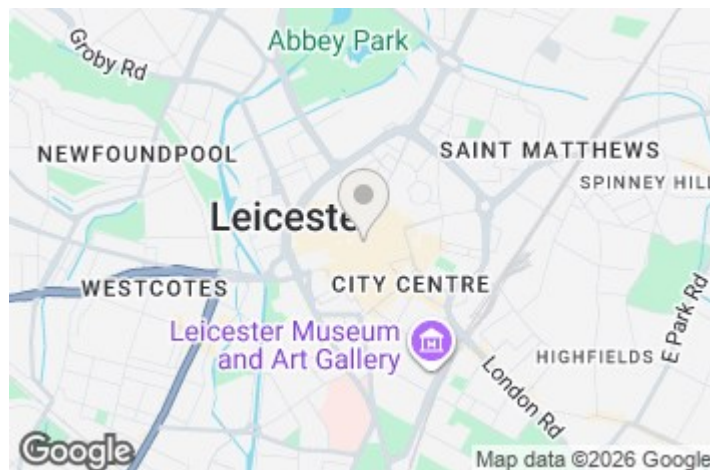 Abbey Park
Groby Rd
NEWFOUNDPOOL
SAINT MATTHEWS
SPINNEY HILL
Leiceste
WESTCOTES
CITY CENTRE
E Park Rd
Leicester Museum
and Art Gallery
HIGHFIELDS
London Rd
Google
Map data ©2026 Google